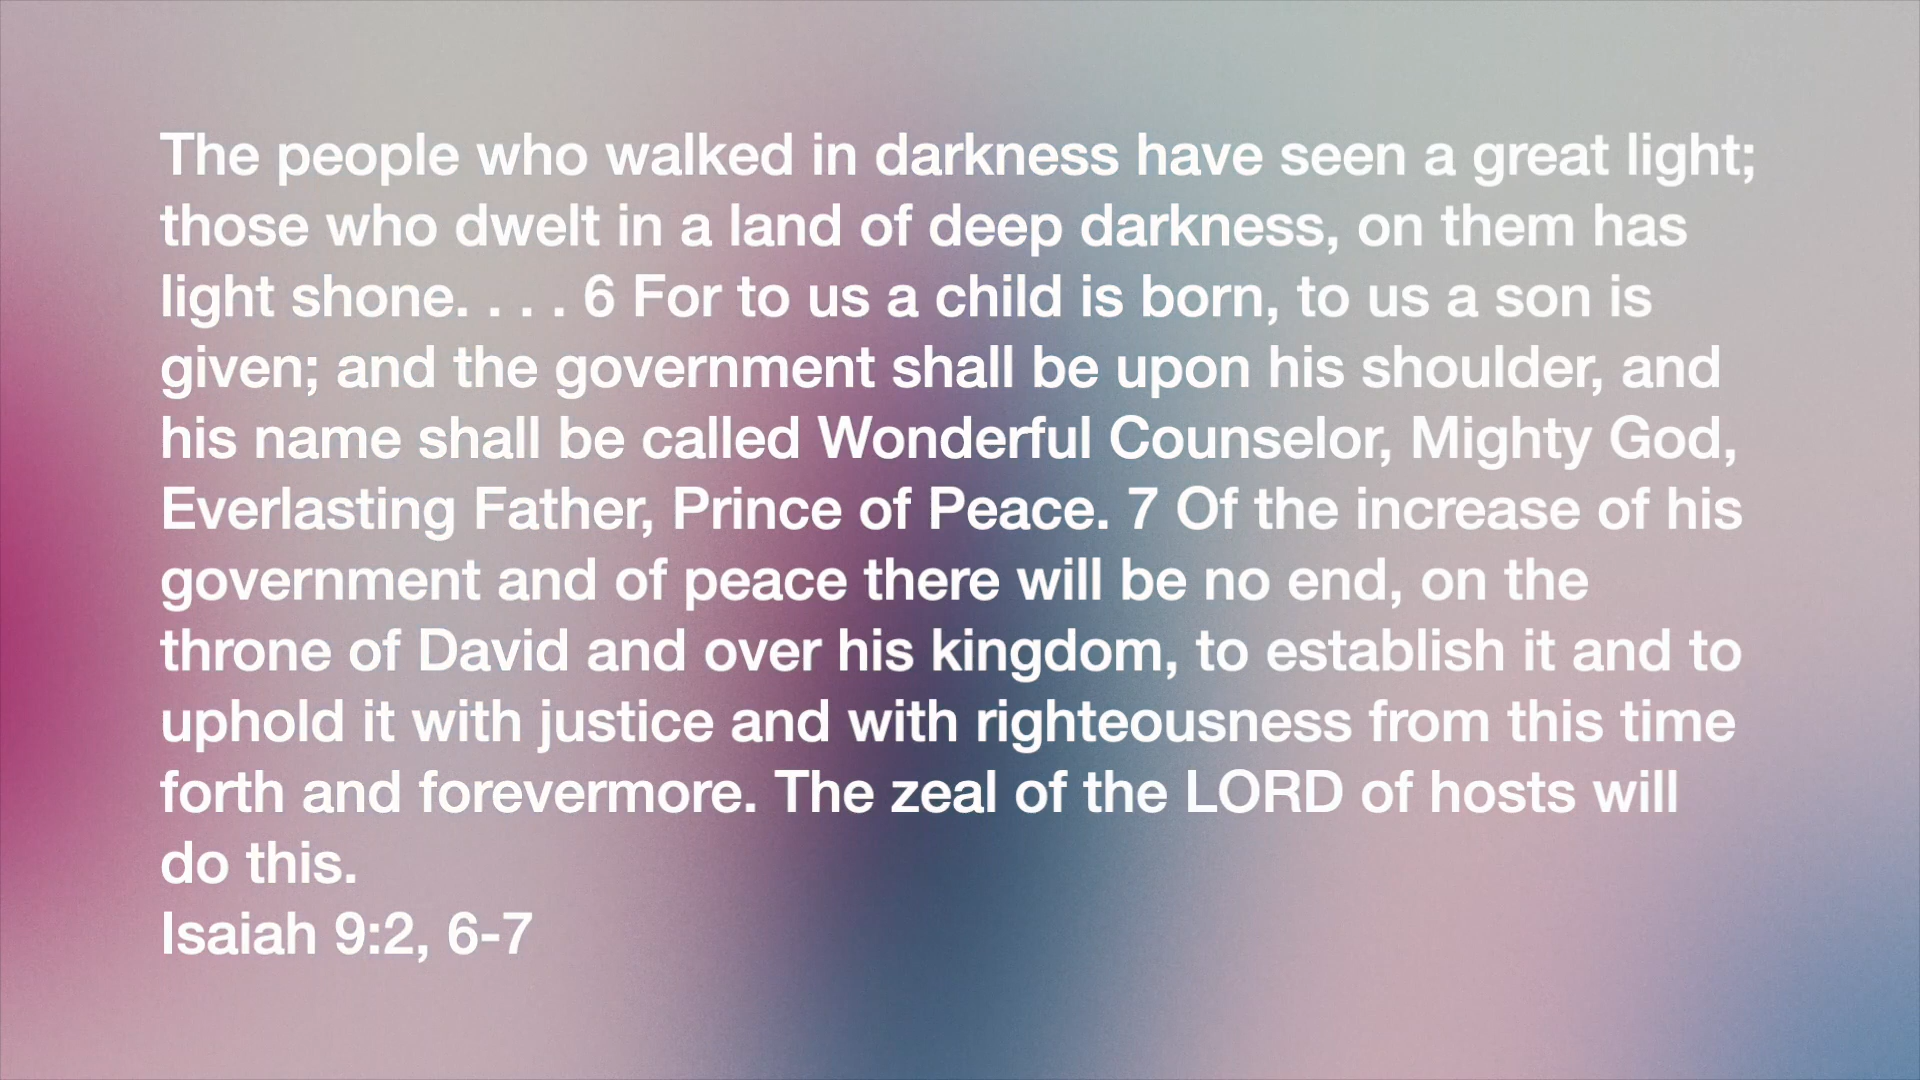 The people who walked in darkness have seen a great light;
those who dwelt in a land of deep darkness, on them has
light shone. . . . 6 For to us a child is born, to us a son is
given; and the government shall be upon his shoulder, and
his name shall be called Wonderful Counselor, Mighty God,
Everlasting Father, Prince of Peace. 7 Of the increase of his
government and of peace there will be no end, on the
throne of David and over his kingdom, to establish it and to
uphold it with justice and with righteousness from this time
forth and forevermore. The zeal of the LORD of hosts will
do this.
Isaiah 9:2, 6-7